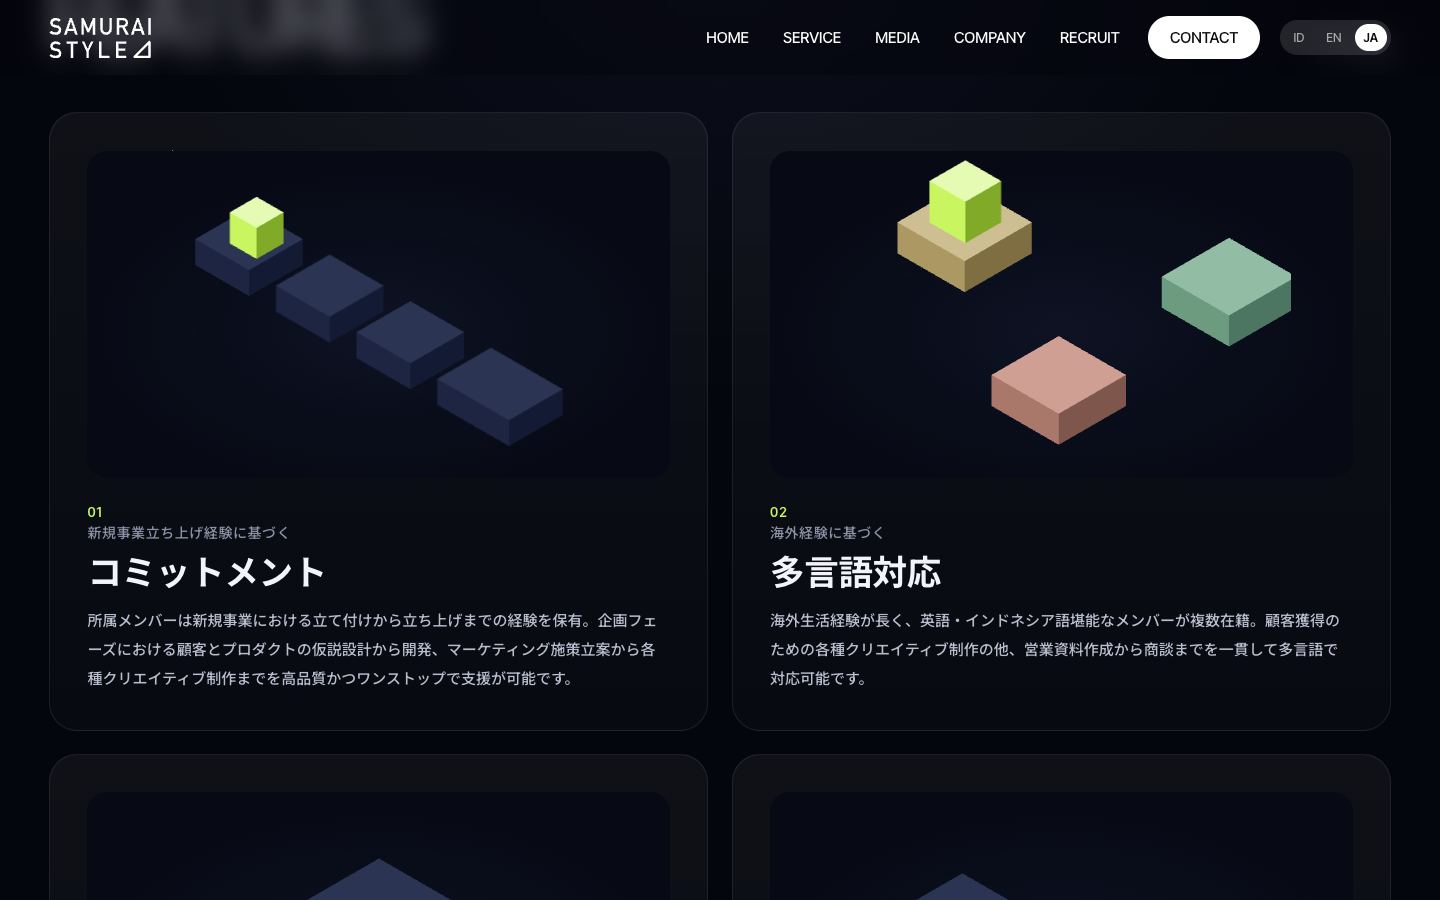 SAMURAI
STYLE
HOME
SERVICE
MEDIA
COMPANY
RECRUIT
CONTACT
ID
EN
JA
01
新規事業立ち上げ経験に基づく
コミットメント
所属メンバーは新規事業における立て付けから立ち上げまでの経験を保有。企画フェ
ーズにおける顧客とプロダクトの仮説設計から開発、マーケティング施策立案から各
種クリエイティブ制作までを高品質かつワンストップで支援が可能です。
02
海外経験に基づく
多言語対応
海外生活経験が長く、英語・インドネシア語堪能なメンバーが複数在籍。顧客獲得の
ための各種クリエイティブ制作の他、営業資料作成から商談までを一貫して多言語で
対応可能です。